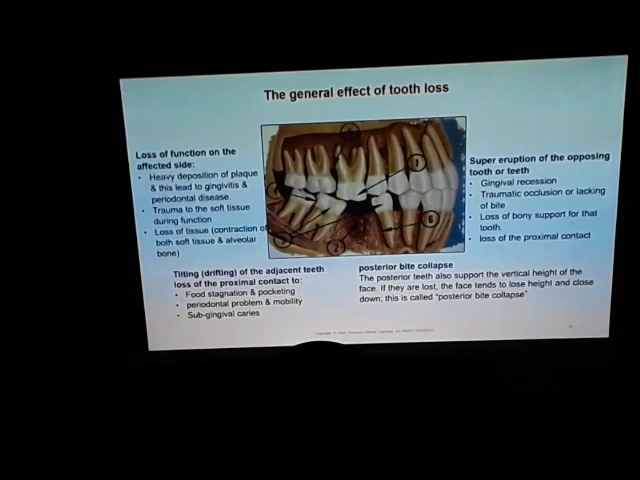 The general effect of tooth loss
Loss of function on the
affected side:
• Heavy deposition of plaque
& this lead to gingivitis &
periodontal disease.
• Trauma to the soft tissue
during function
• Loss of tissue (contraction of
both soft tissue & alveolar
bone)
Super eruption of the opposing
tooth or teeth
• Gingival recession
• Traumatic occlusion or lacking
of bite
• Loss of bony support for that
tooth.
• loss of the proximal contact
Tilting (drifting) of the adjacent teeth
loss of the proximal contact to:
• Food stagnation & pocketing
• periodontal problem & mobility
• Sub-gingival caries
posterior bite collapse
The posterior teeth also support the vertical height of the
face. If they are lost, the face tends to lose height and close
down; this is called "posterior bite collapse"
6